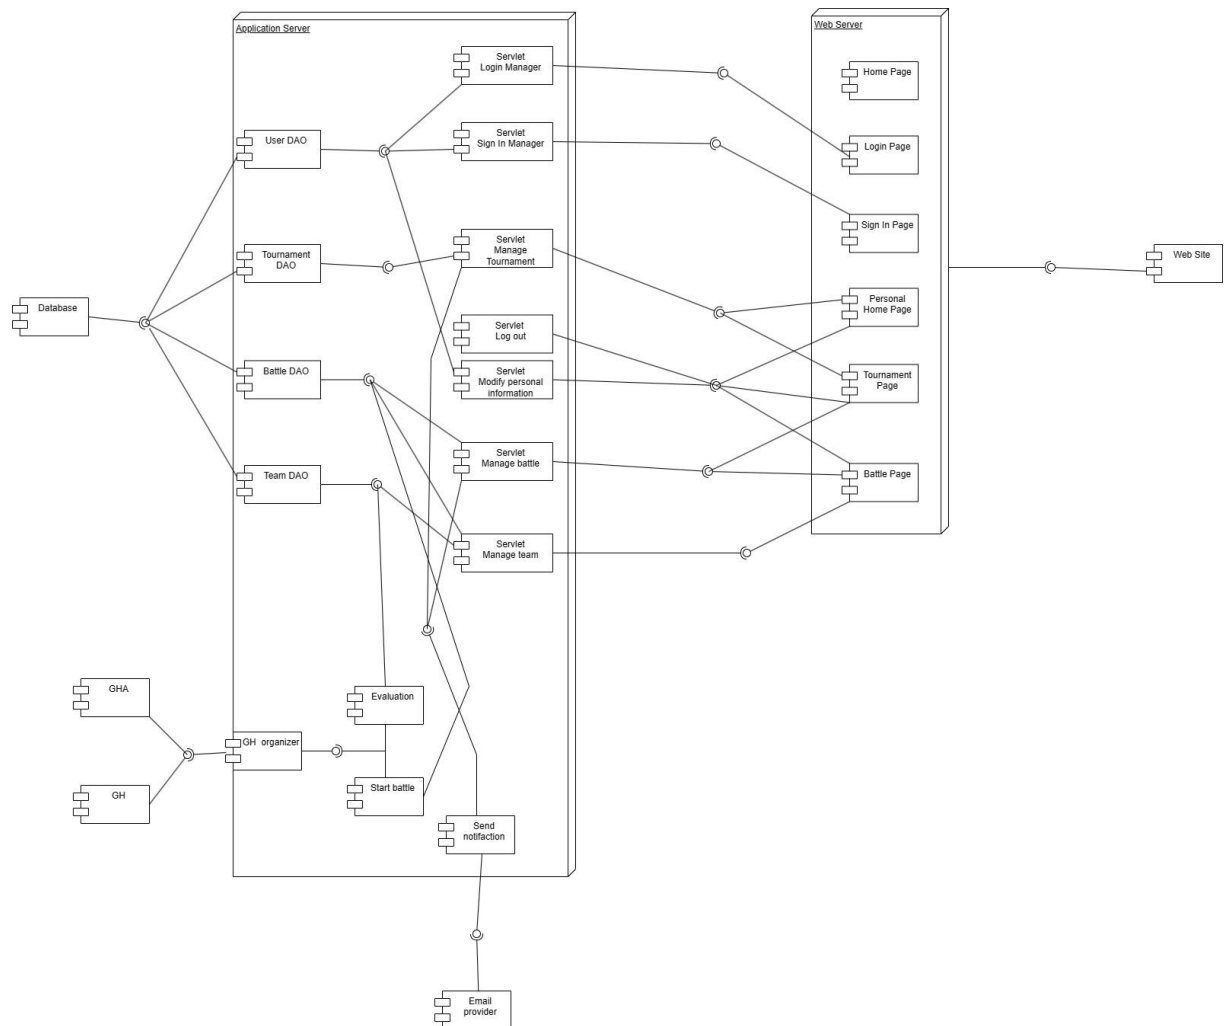 Application Server
Web Server
Servlet
Login Manager
Home Page
User DAO
Servlet
Sign In Manager
Login Page
Sign In Page
Tournament
DAO
Servlet
Manage
Tournament
Web Site
Database
Servlet
Log out
Personal
Home Page
Battle DAO
Servlet
Modify personal
information
Tournament
Page
Team DAO
Servlet
Manage battle
Battle Page
Servlet
Manage team
GHA
Evaluation
GH organizer
GH
Start battle
Send
notifaction
Email
provider